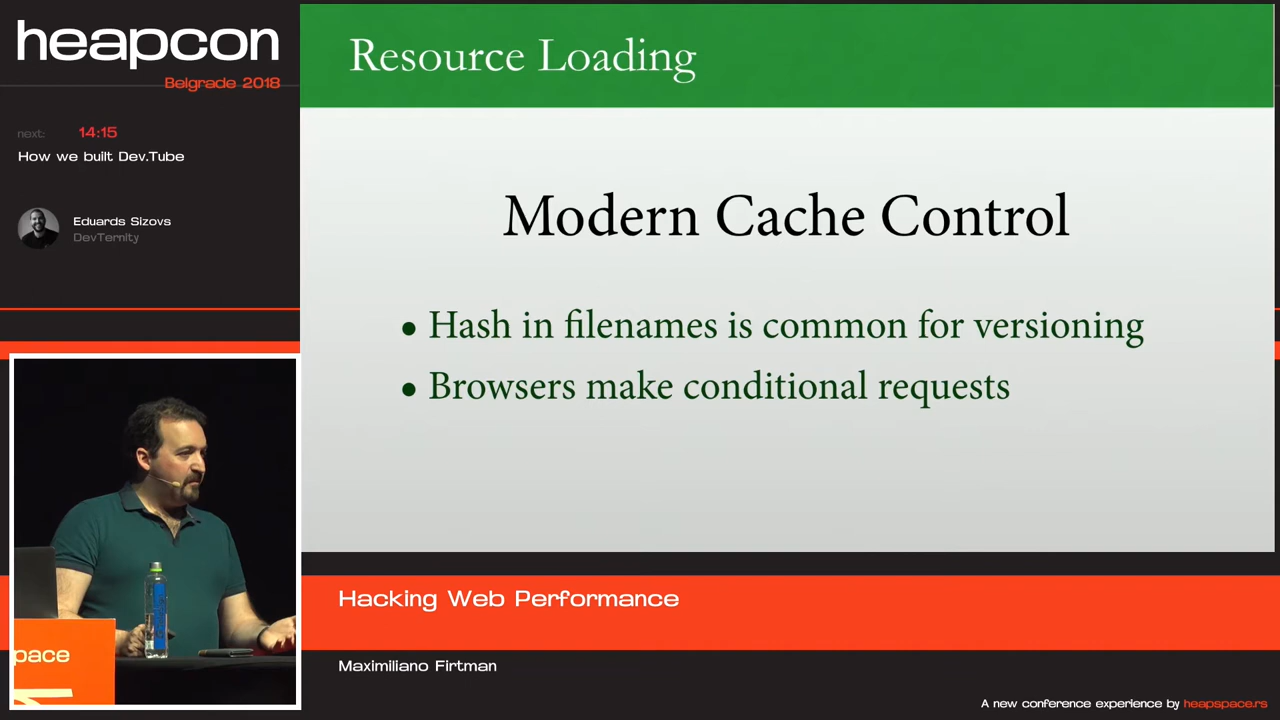 heapcon
Belgrade 2018
next: 14:15
How we built Dev.Tube
Eduards Sizovs
DevTernity
Resource Loading
Modern Cache Control
• Hash in filenames is common for versioning
• Browsers make conditional requests
pace
Hacking Web Performance
Maximiliano Firtman
A new conference experience by heapspace.rs